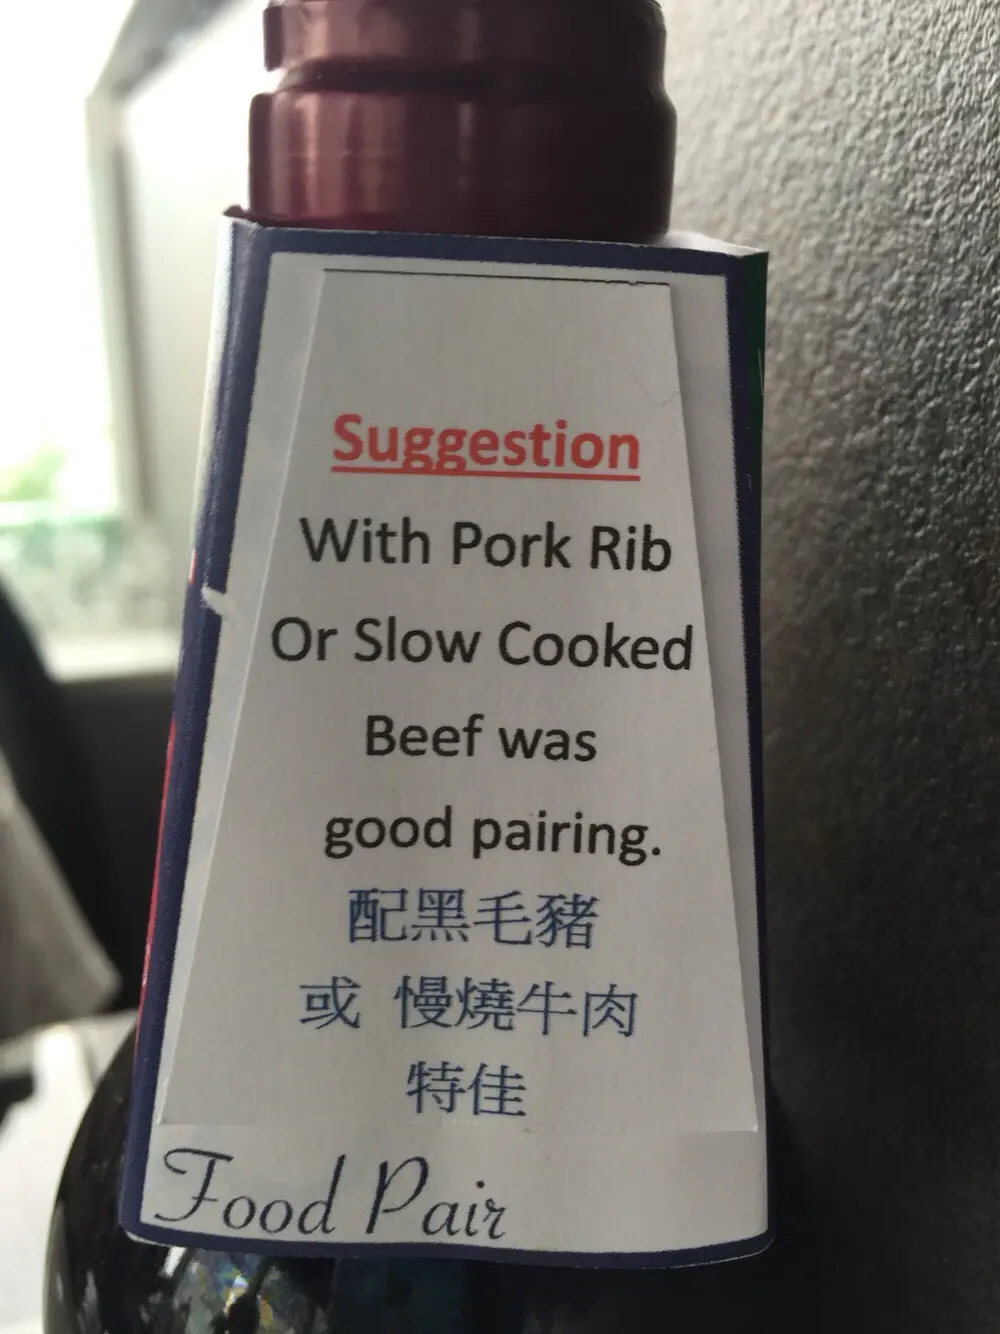 Suggestion
With Pork Rib
Or Slow Cooked
Beef was
good pairing.
配黑毛豬
或 慢燒牛肉
特佳
Food Pair